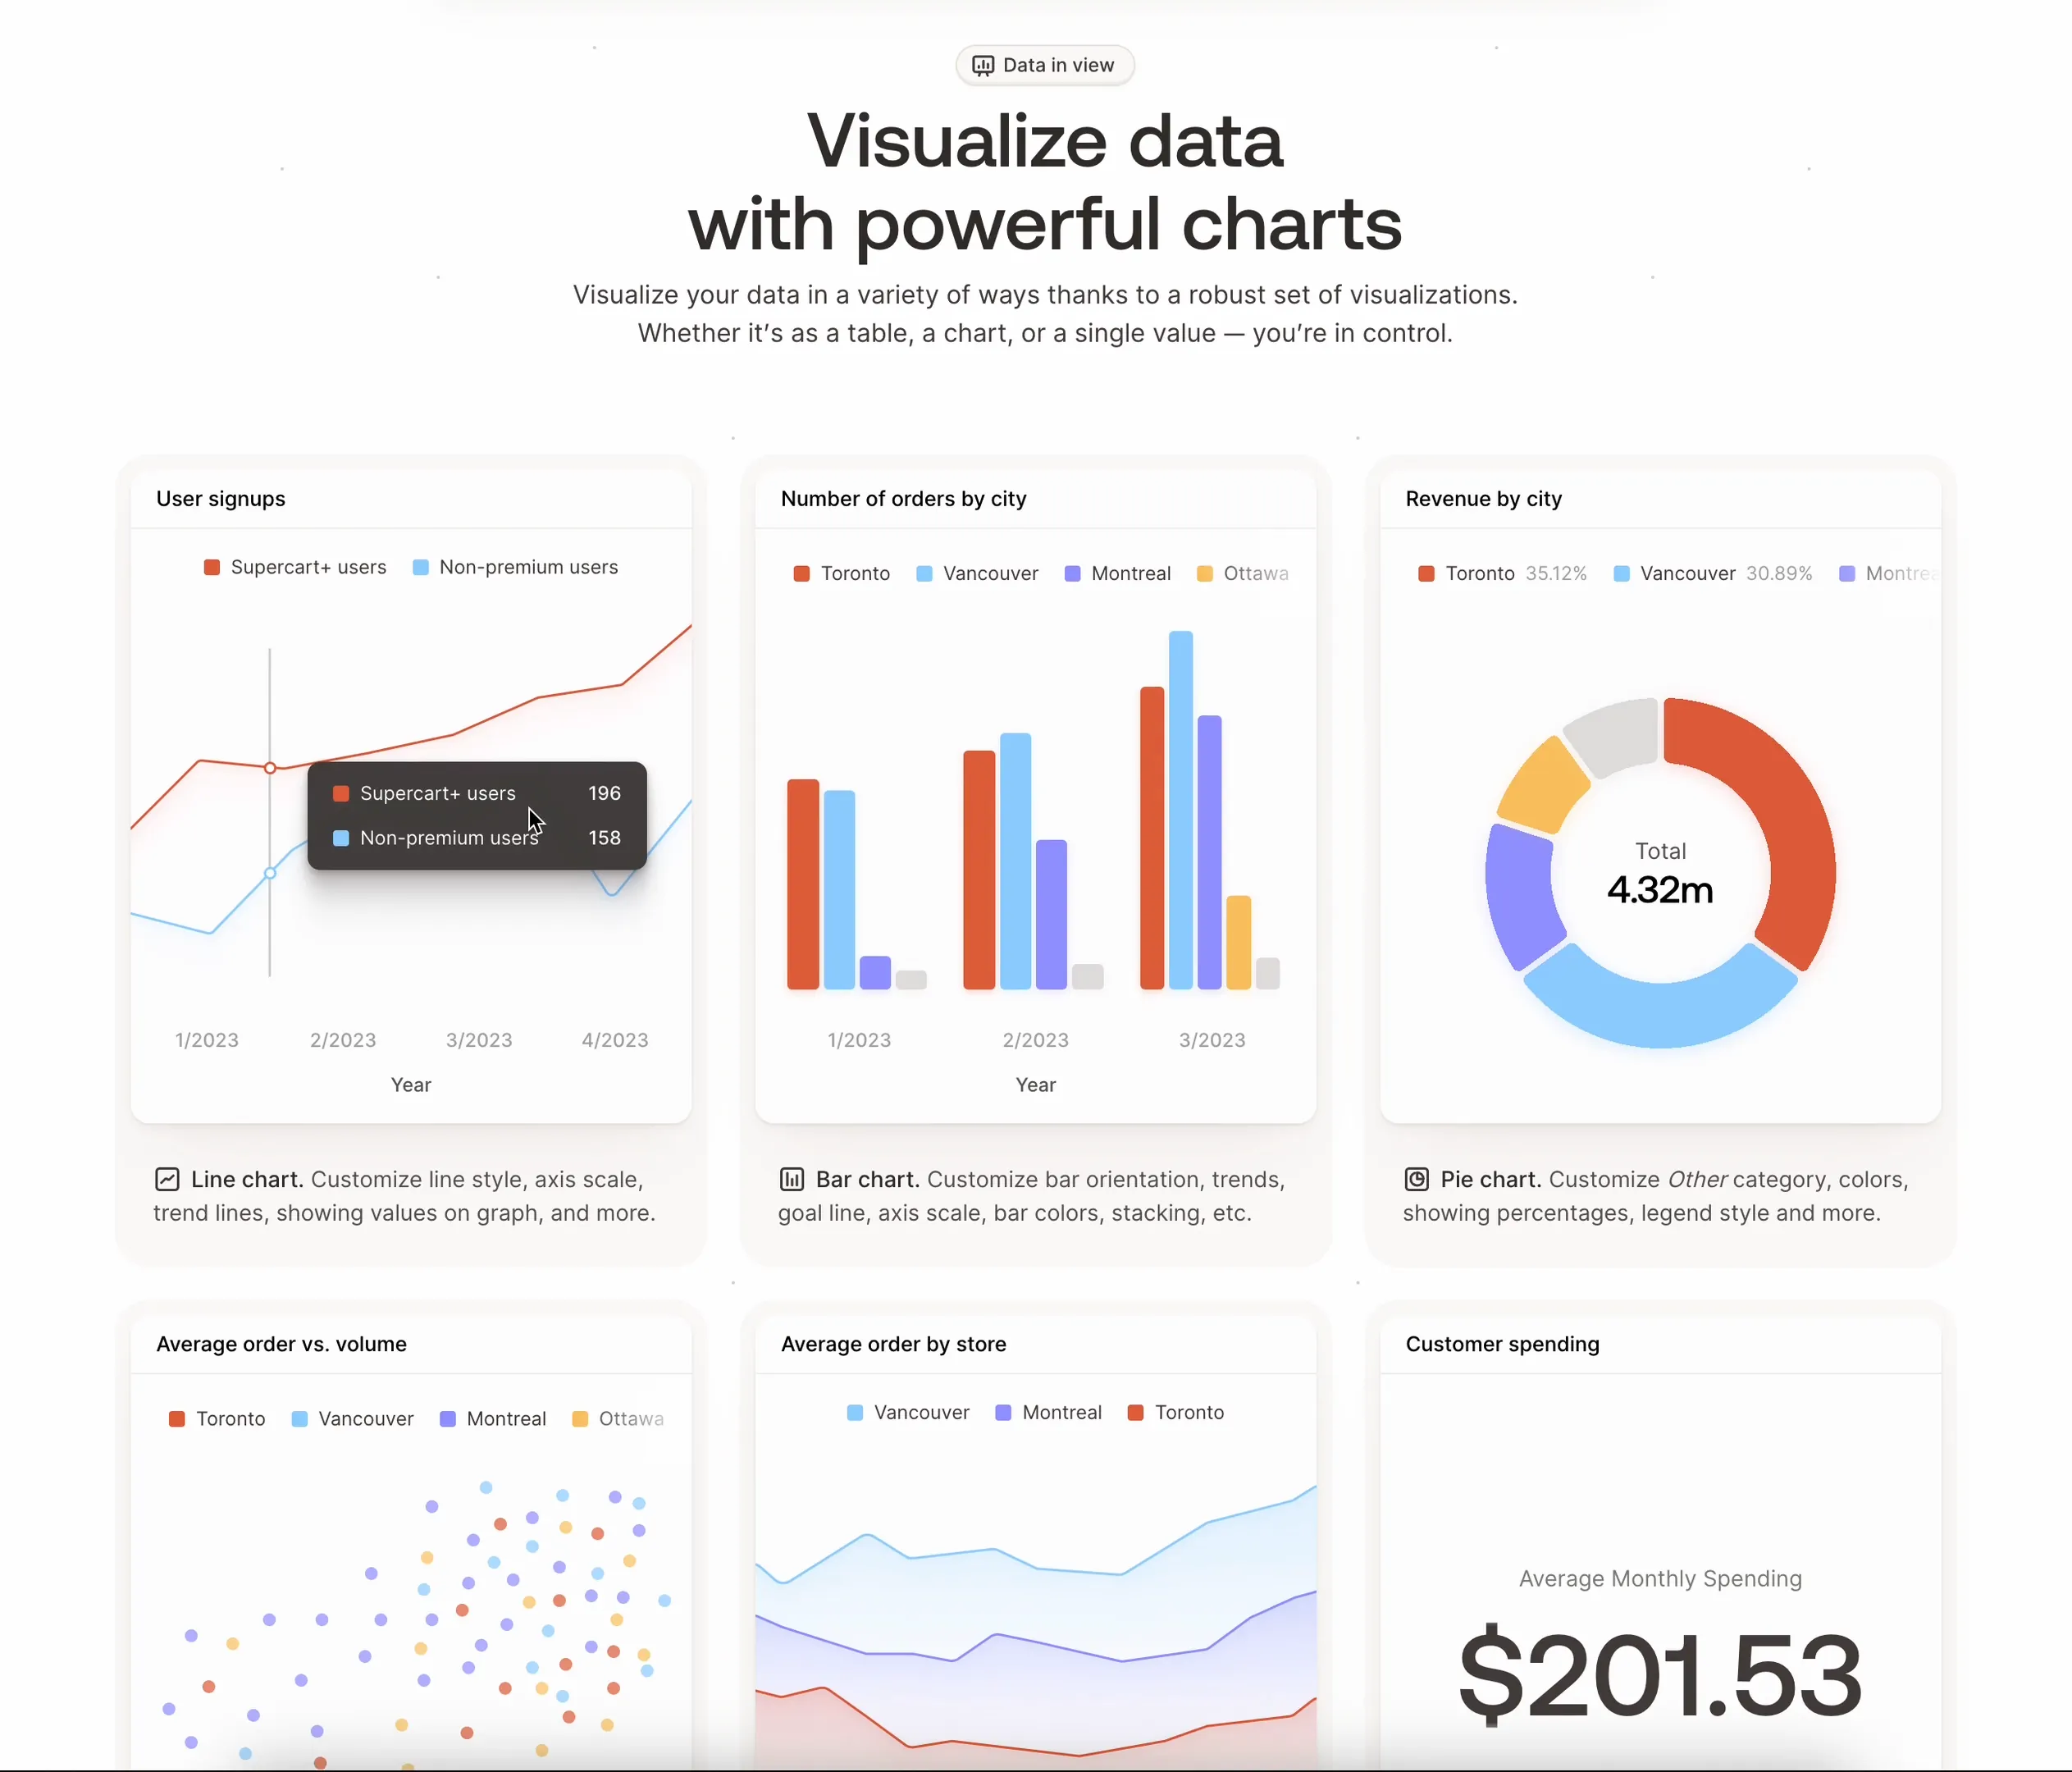 Data in view
Visualize data
with powerful charts
Visualize your data in a variety of ways thanks to a robust set of visualizations.
Whether it’s as a table, a chart, or a single value — you’re in control.
User signups
Supercart+ users Non-premium users
Supercart+ users 196
Non-premium users 158
1/2023 2/2023 3/2023 4/2023
Year
Line chart. Customize line style, axis scale,
trend lines, showing values on graph, and more.
Number of orders by city
Toronto Vancouver Montreal Ottawa
1/2023 2/2023 3/2023
Year
Bar chart. Customize bar orientation, trends,
goal line, axis scale, bar colors, stacking, etc.
Revenue by city
Toronto 35.12% Vancouver 30.89% Montrea
Total
4.32m
Pie chart. Customize Other category, colors,
showing percentages, legend style and more.
Average order vs. volume
Toronto Vancouver Montreal Ottawa
Average order by store
Vancouver Montreal Toronto
Customer spending
Average Monthly Spending
$201.53